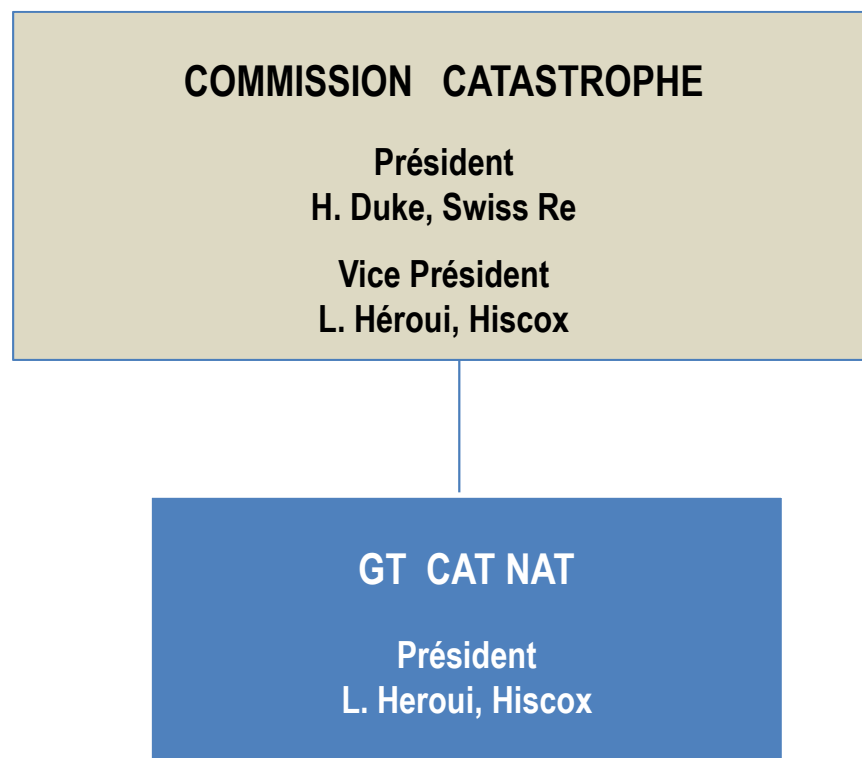 COMMISSION CATASTROPHE
Président
H. Duke, Swiss Re
Vice Président
L. Héroui, Hiscox
GT CAT NAT
Président
L. Heroui, Hiscox